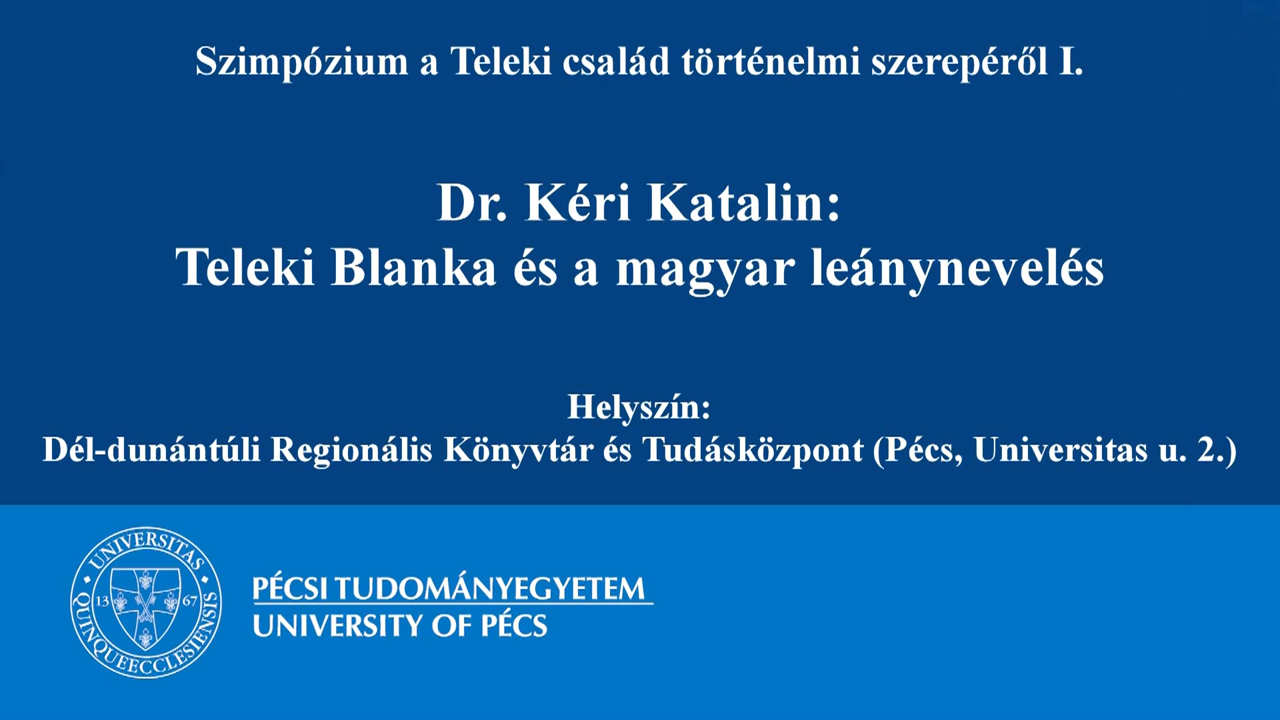 Szimpózium a Teleki család történelmi szerepéről I.
Dr. Kéri Katalin:
Teleki Blanka és a magyar leánynevelés
Helyszín:
Dél-dunántúli Regionális Könyvtár és Tudásközpont (Pécs, Universitas u. 2.)
UNIVERSITAS
13 67
QUINQUEECCLESIENSIS
PÉCSI TUDOMÁNYEGYETEM
UNIVERSITY OF PÉCS